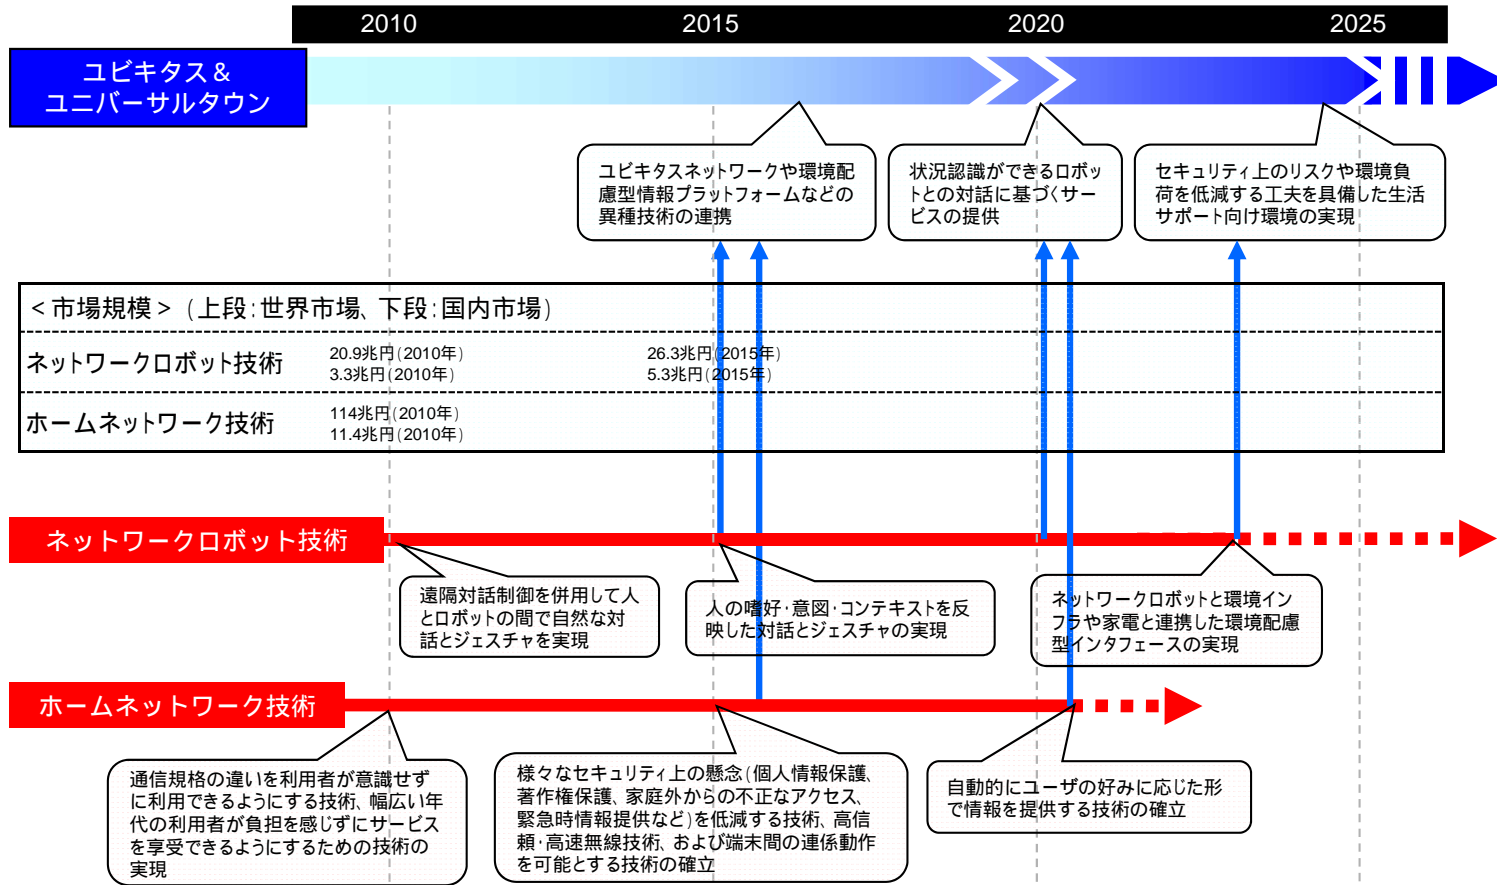 2010 2015 2020 2025
ユビキタス&
ユニバーサルタウン
ユビキタスネットワークや環境配
慮型情報プラットフォームなどの
異種技術の連携
状況認識ができるロボッ
トとの対話に基づくサー
ビスの提供
セキュリティ上のリスクや環境負
荷を低減する工夫を具備した生活
サポート向け環境の実現
<市場規模>(上段:世界市場、下段:国内市場)
ネットワークロボット技術
20.9兆円(2010年) 26.3兆円(2015年)
3.3兆円(2010年) 5.3兆円(2015年)
ホームネットワーク技術
114兆円(2010年)
11.4兆円(2010年)
ネットワークロボット技術
遠隔対話制御を併用して人
とロボットの間で自然な対
話とジェスチャを実現
人の嗜好・意図・コンテキストを反
映した対話とジェスチャの実現
ネットワークロボットと環境イン
フラや家電と連携した環境配慮
型インタフェースの実現
ホームネットワーク技術
通信規格の違いを利用者が意識せず
に利用できるようにする技術、幅広い年
代の利用者が負担を感じずにサービス
を享受できるようにするための技術の
実現
様々なセキュリティ上の懸念(個人情報保護、
著作権保護、家庭外からの不正なアクセス、
緊急時情報提供など)を低減する技術、高信
頼・高速無線技術、および端末間の連係動作
を可能とする技術の確立
自動的にユーザの好みに応じた形
で情報を提供する技術の確立